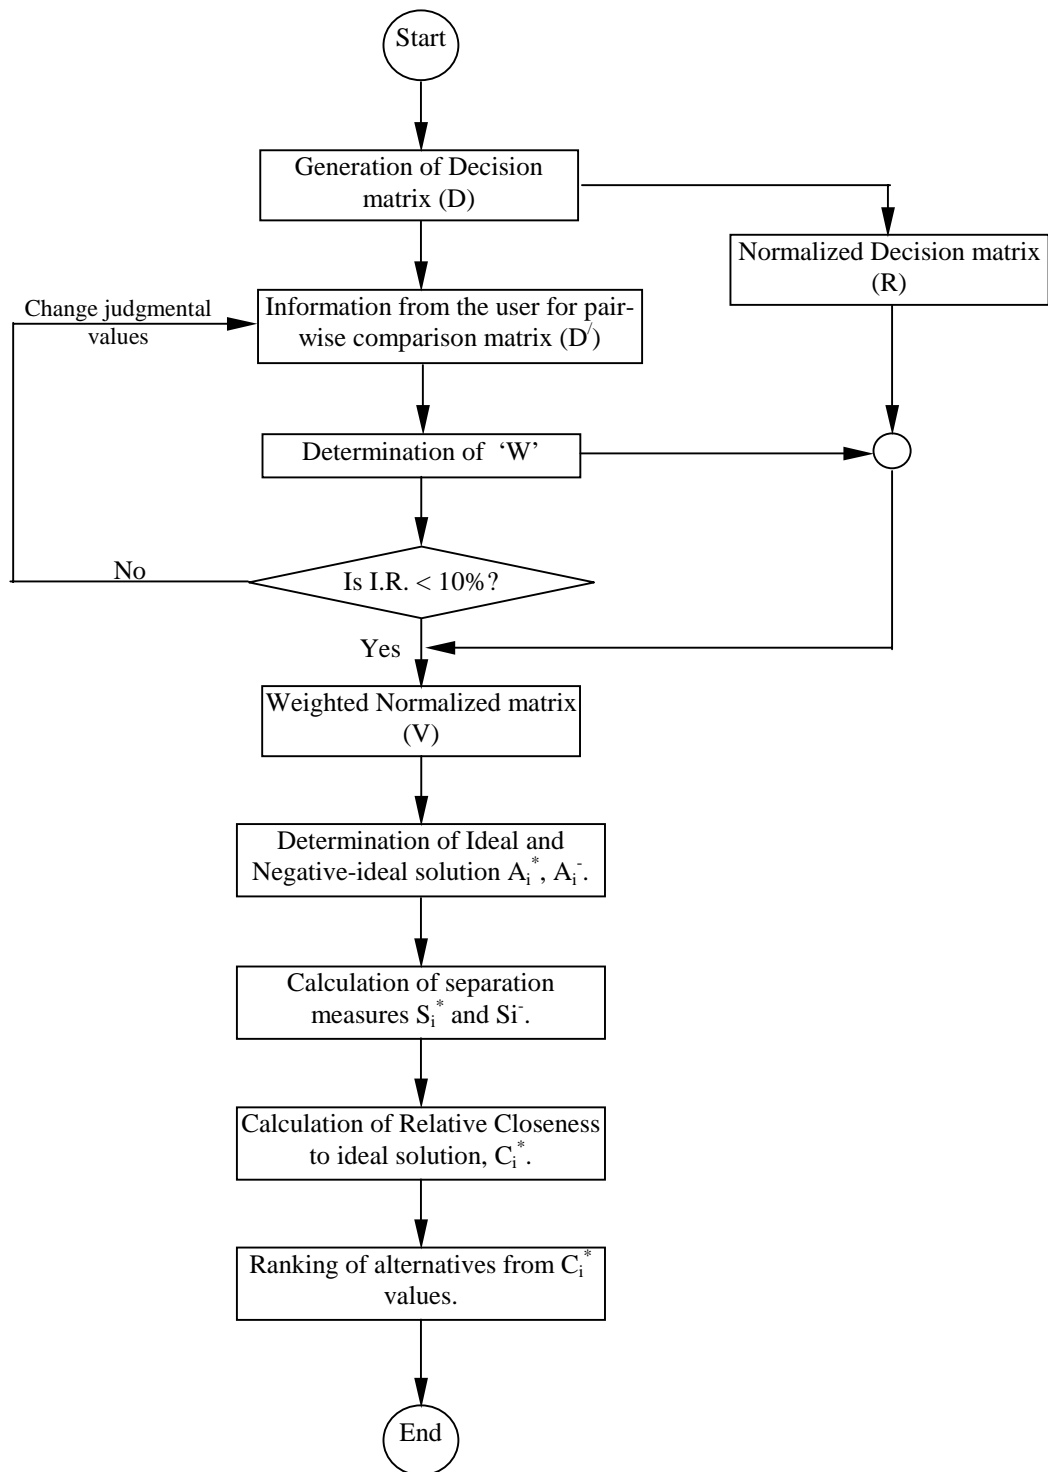 Start
Generation of Decision
matrix (D)
Normalized Decision matrix
(R)
Change judgmental
values
Information from the user for pair-
wise comparison matrix (D/)
Determination of ‘W’
No
Is I.R. < 10%?
Yes
Weighted Normalized matrix
(V)
Determination of Ideal and
Negative-ideal solution Ai*, Ai-.
Calculation of separation
measures Si* and Si-.
Calculation of Relative Closeness
to ideal solution, Ci*.
Ranking of alternatives from Ci*
values.
End